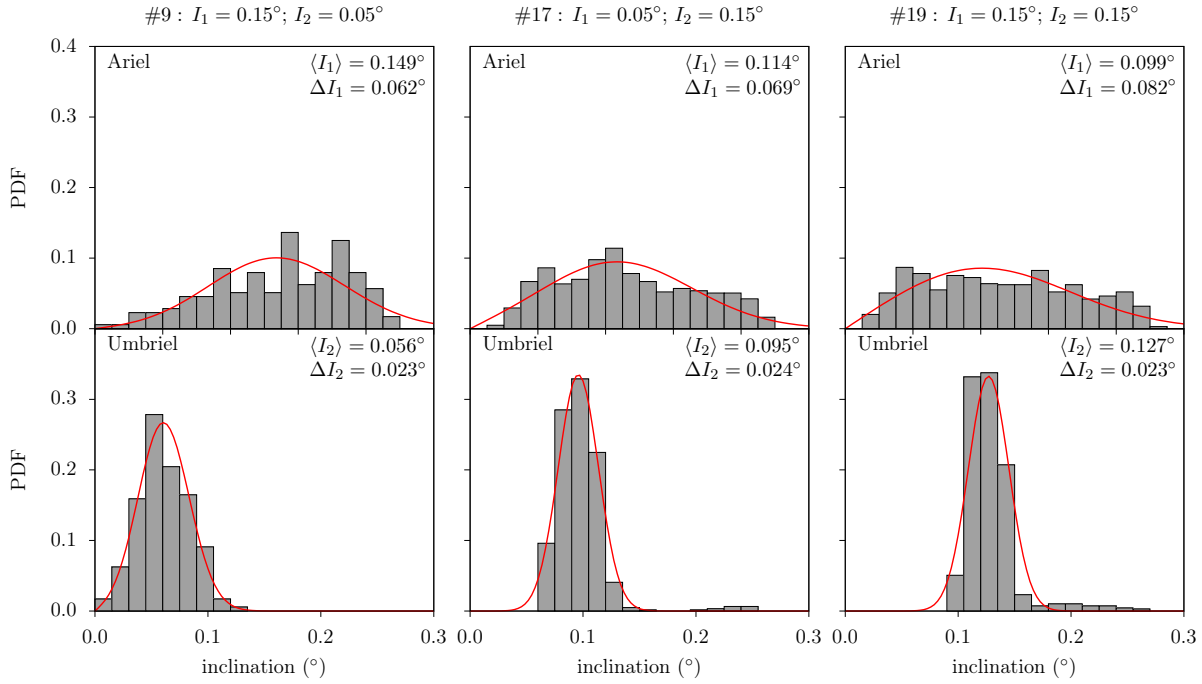 #9 : I₁ = 0.15°; I₂ = 0.05°
#17 : I₁ = 0.05°; I₂ = 0.15°
#19 : I₁ = 0.15°; I₂ = 0.15°
0.4
0.3
0.2
0.1
0.0
PDF
Ariel
⟨I₁⟩ = 0.149°
ΔI₁ = 0.062°
Ariel
⟨I₁⟩ = 0.114°
ΔI₁ = 0.069°
Ariel
⟨I₁⟩ = 0.099°
ΔI₁ = 0.082°
0.3
0.2
0.1
0.0
PDF
Umbriel
⟨I₂⟩ = 0.056°
ΔI₂ = 0.023°
Umbriel
⟨I₂⟩ = 0.095°
ΔI₂ = 0.024°
Umbriel
⟨I₂⟩ = 0.127°
ΔI₂ = 0.023°
0.0 0.1 0.2 0.3
0.1 0.2 0.3
0.1 0.2 0.3
inclination (°)
inclination (°)
inclination (°)